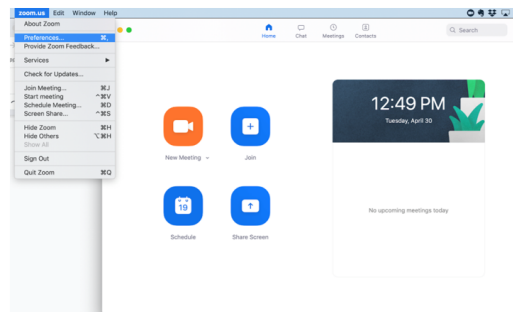 zoom.us Edit Window Help
About Zoom
Preferences... ⌘,
Provide Zoom Feedback...
Services
Check for Updates...
Join Meeting... ⌘J
Start meeting ^⌘V
Schedule Meeting... ⌘D
Screen Share... ^⌘S
Hide Zoom ⌘H
Hide Others ⌥⌘H
Show All
Sign Out
Quit Zoom ⌘Q
Home Chat Meetings Contacts
Search
12:49 PM
Tuesday, April 30
New Meeting Join
19
Schedule Share Screen
No upcoming meetings today